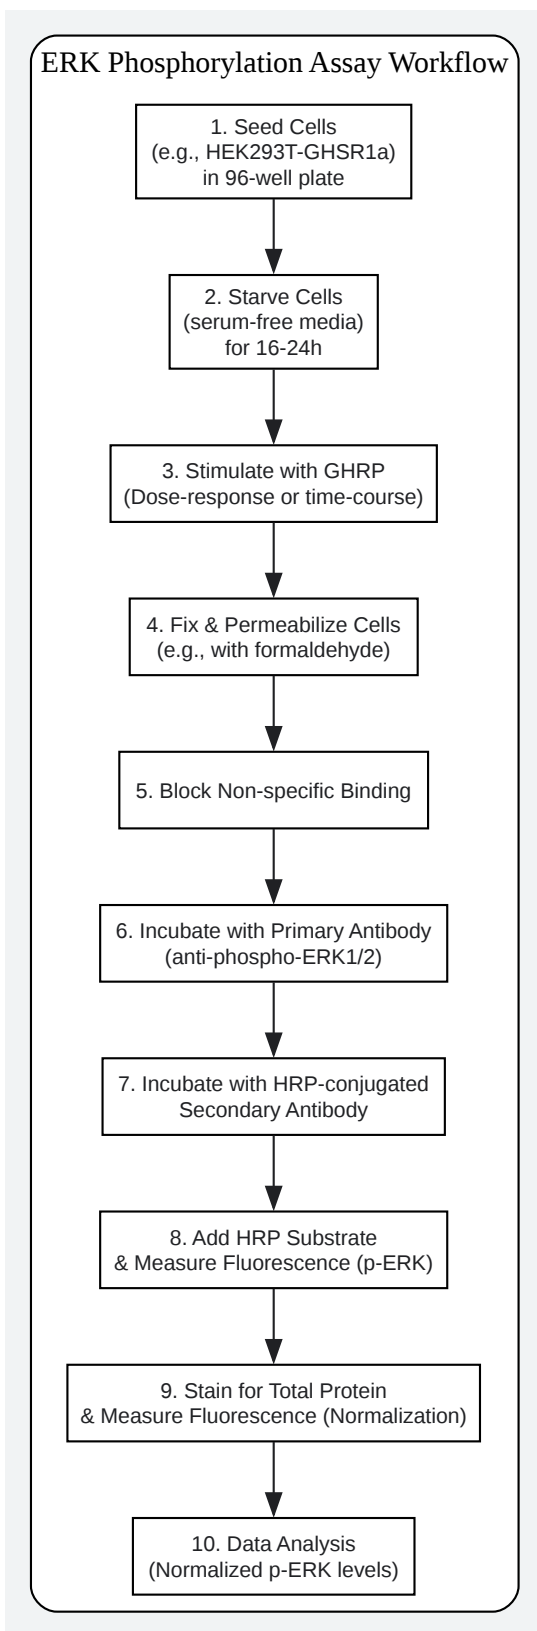 ERK Phosphorylation Assay Workflow
1. Seed Cells
(e.g., HEK293T-GHSR1a)
in 96-well plate
2. Starve Cells
(serum-free media)
for 16-24h
3. Stimulate with GHRP
(Dose-response or time-course)
4. Fix & Permeabilize Cells
(e.g., with formaldehyde)
5. Block Non-specific Binding
6. Incubate with Primary Antibody
(anti-phospho-ERK1/2)
7. Incubate with HRP-conjugated
Secondary Antibody
8. Add HRP Substrate
& Measure Fluorescence (p-ERK)
9. Stain for Total Protein
& Measure Fluorescence (Normalization)
10. Data Analysis
(Normalized p-ERK levels)